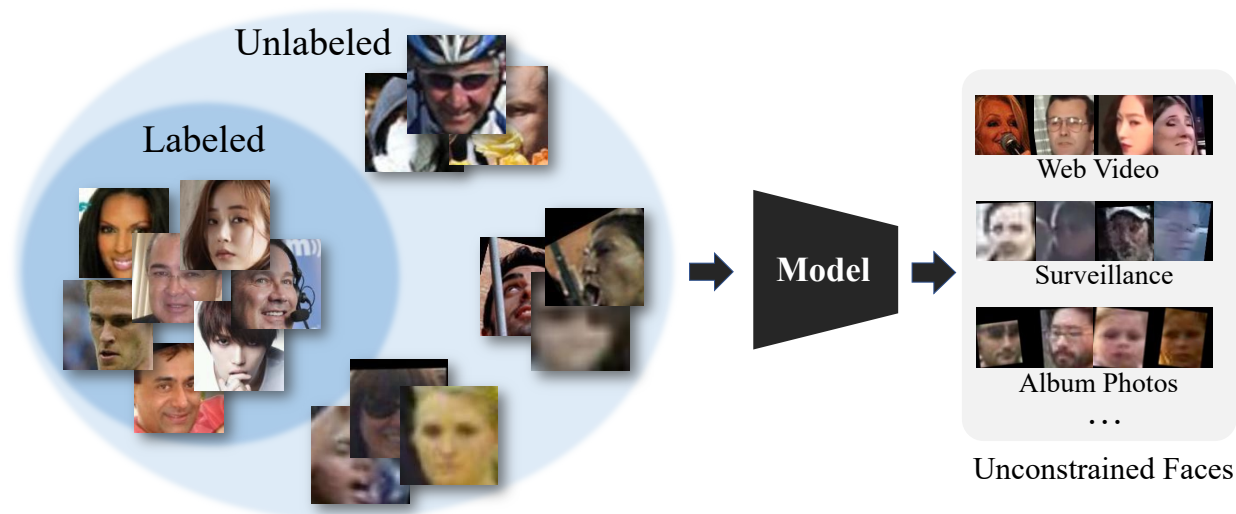 Unlabeled
Labeled
Model
Web Video
Surveillance
Album Photos
...
Unconstrained Faces